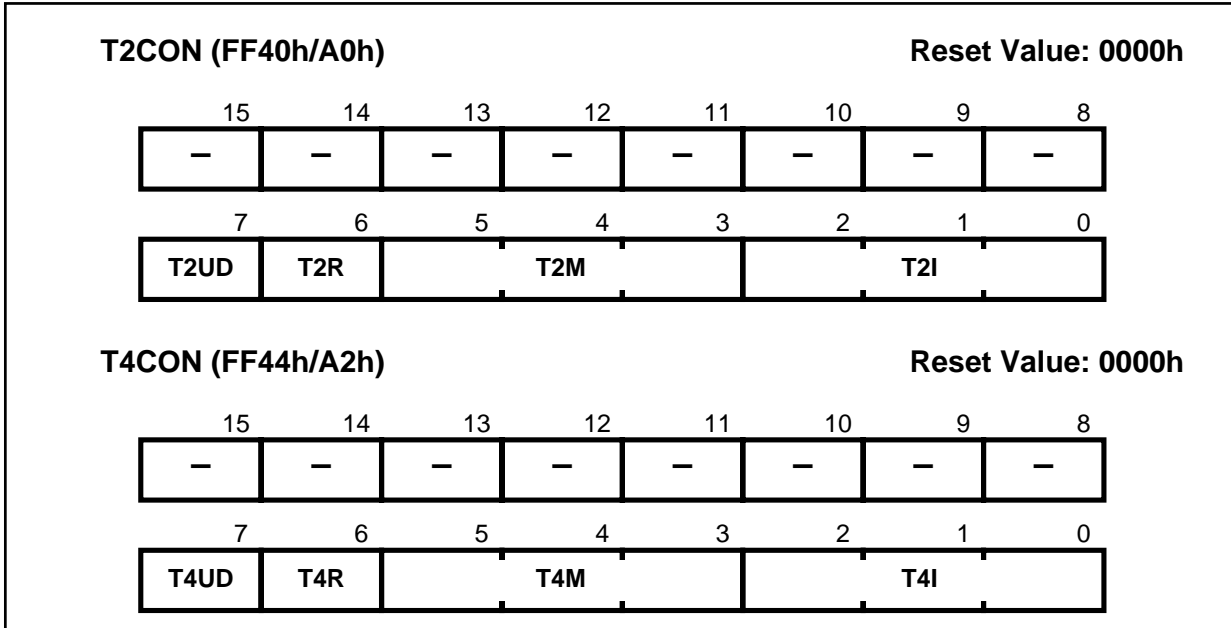 T2CON (FF40h/A0h) Reset Value: 0000h
15 14 13 12 11 10 9 8
– – – – – – – –
7 6 5 4 3 2 1 0
T2UD T2R T2M T2I
T4CON (FF44h/A2h) Reset Value: 0000h
15 14 13 12 11 10 9 8
– – – – – – – –
7 6 5 4 3 2 1 0
T4UD T4R T4M T4I